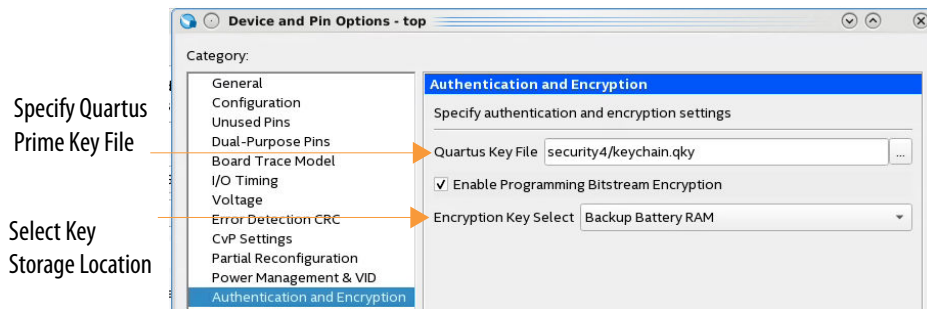 Device and Pin Options - top
Category:
General
Configuration
Unused Pins
Dual-Purpose Pins
Board Trace Model
I/O Timing
Voltage
Error Detection CRC
CvP Settings
Partial Reconfiguration
Power Management & VID
Authentication and Encryption
Authentication and Encryption
Specify authentication and encryption settings
Quartus Key File security4/keychain.qky ...
Enable Programming Bitstream Encryption
Encryption Key Select Backup Battery RAM
Specify Quartus
Prime Key File
Select Key
Storage Location